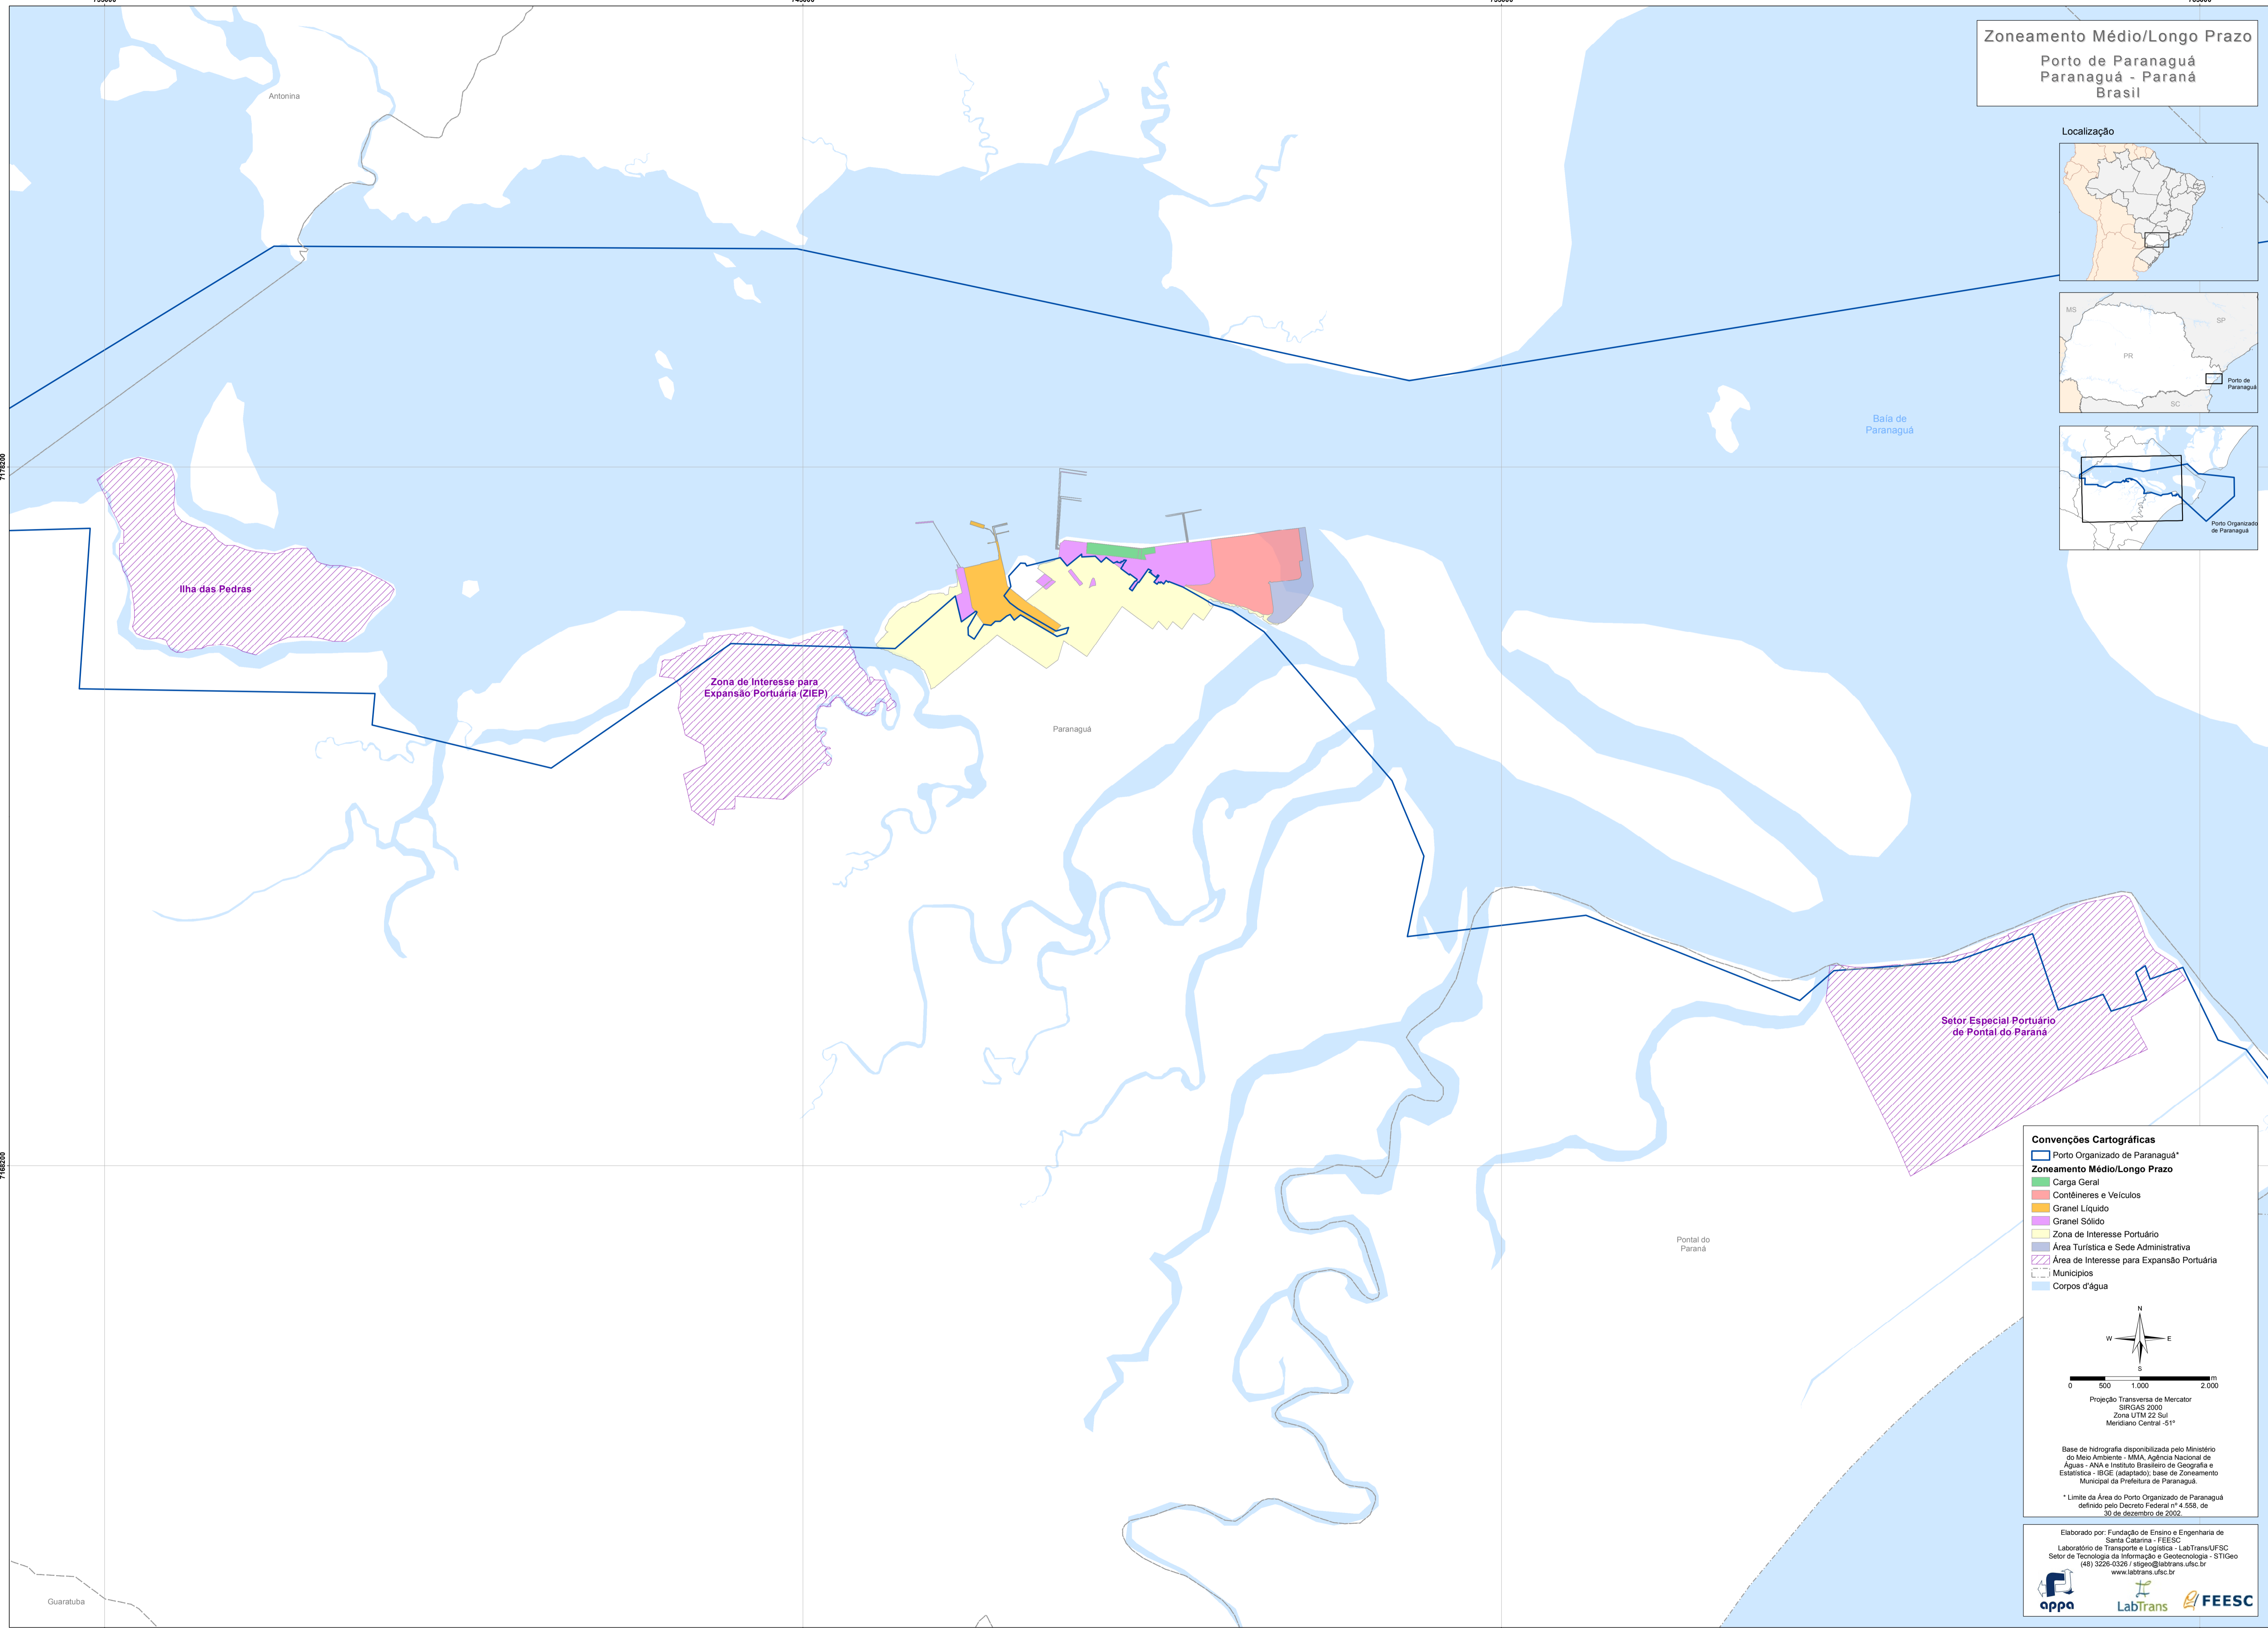 Zoneamento Médio/Longo Prazo
Porto de Paranaguá
Paranaguá - Paraná
Brasil
Localização
MS
SP
PR
SC
Porto de
Paranaguá
Porto Organizado
de Paranaguá
7178200
7168200
Antonina
Baía de
Paranaguá
Ilha das Pedras
Zona de Interesse para
Expansão Portuária (ZIEP)
Paranaguá
Setor Especial Portuário
de Pontal do Paraná
Pontal do
Paraná
Guaratuba
Convenções Cartográficas
Porto Organizado de Paranaguá*
Zoneamento Médio/Longo Prazo
Carga Geral
Contêineres e Veículos
Granel Líquido
Granel Sólido
Zona de Interesse Portuário
Área Turística e Sede Administrativa
Área de Interesse para Expansão Portuária
Municipios
Corpos d'água
N
W E
S
m
0 500 1.000 2.000
Projeção Transversa de Mercator
SIRGAS 2000
Zona UTM 22 Sul
Meridiano Central -51º
Base de hidrografia disponibilizada pelo Ministério
do Meio Ambiente - MMA, Agência Nacional de
Águas - ANA e Instituto Brasileiro de Geografia e
Estatística - IBGE (adaptado); base de Zoneamento
Municipal da Prefeitura de Paranaguá.
* Limite da Área do Porto Organizado de Paranaguá
definido pelo Decreto Federal nº 4.558, de
30 de dezembro de 2002.
Elaborado por: Fundação de Ensino e Engenharia de
Santa Catarina - FEESC
Laboratório de Transporte e Logística - LabTrans/UFSC
Setor de Tecnologia da Informação e Geotecnologia - STIGeo
(48) 3226-0326 / stigeo@labtrans.ufsc.br
www.labtrans.ufsc.br
appa
LabTrans
FEESC